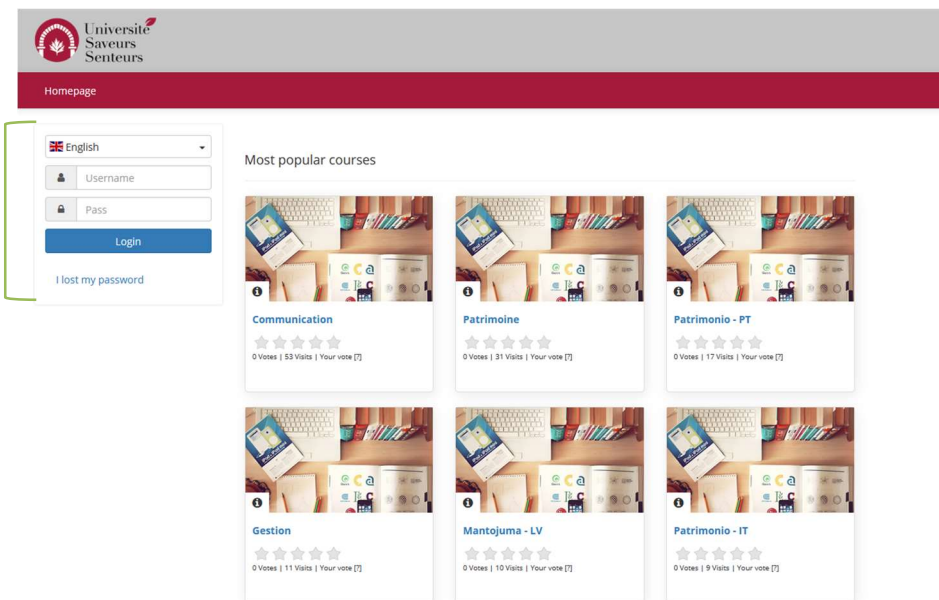 Université
Saveurs
Senteurs
Homepage
English
Username
Pass
Login
I lost my password
Most popular courses
Communication
0 Votes | 53 Visits | Your vote [?]
Patrimoine
0 Votes | 31 Visits | Your vote [?]
Patrimonio - PT
0 Votes | 17 Visits | Your vote [?]
Gestion
0 Votes | 11 Visits | Your vote [?]
Mantojuma - LV
0 Votes | 10 Visits | Your vote [?]
Patrimonio - IT
0 Votes | 9 Visits | Your vote [?]